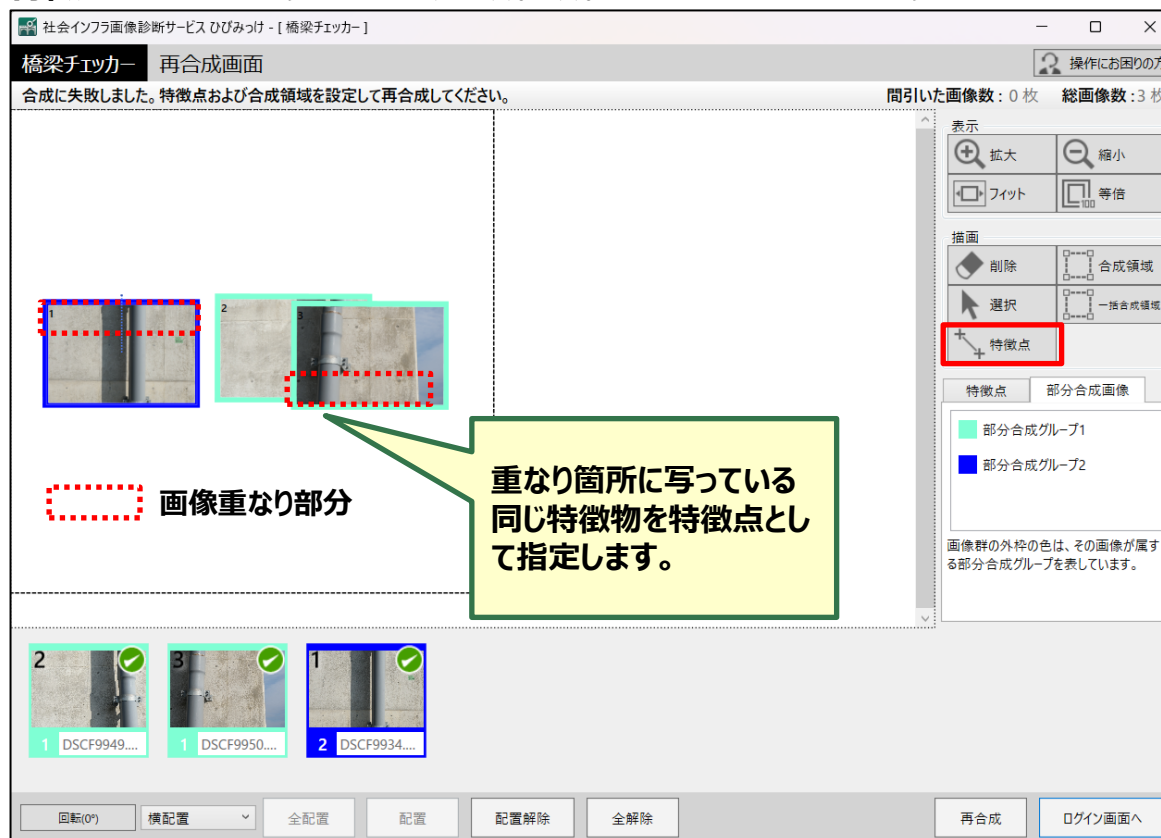 社会インフラ画像診断サービス ひびみっけ - [ 橋梁チェッカー ]
橋梁チェッカー 再合成画面
操作にお困りの方
合成に失敗しました。特徴点および合成領域を設定して再合成してください。
間引いた画像数 : 0 枚 総画像数 : 3 枚
表示
拡大 縮小
フィット 100 等倍
描画
削除 合成領域
選択 一括合成領域
特徴点
1
2
3
特徴点 部分合成画像
部分合成グループ1
部分合成グループ2
画像群の外枠の色は、その画像が属す
る部分合成グループを表しています。
重なり箇所に写っている
同じ特徴物を特徴点とし
て指定します。
画像重なり部分
2 3 1
1 DSCF9949.... 1 DSCF9950.... 2 DSCF9934....
回転(0°) 横配置 全配置 配置 配置解除 全解除 再合成 ログイン画面へ